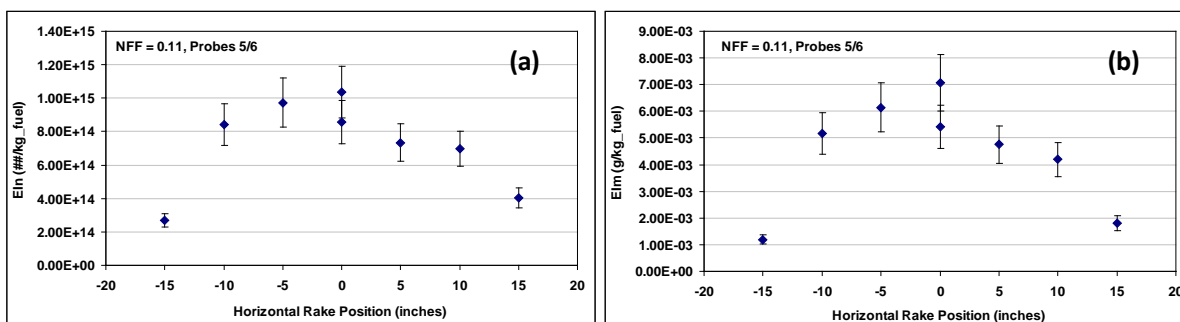 NFF = 0.11, Probes 5/6
(a)
EIn (##/kg_fuel)
1.40E+15
1.20E+15
1.00E+15
8.00E+14
6.00E+14
4.00E+14
2.00E+14
0.00E+00
-20 -15 -10 -5 0 5 10 15 20
Horizontal Rake Position (inches)
NFF = 0.11, Probes 5/6
(b)
EIm (g/kg_fuel)
9.00E-03
8.00E-03
7.00E-03
6.00E-03
5.00E-03
4.00E-03
3.00E-03
2.00E-03
1.00E-03
0.00E+00
-20 -15 -10 -5 0 5 10 15 20
Horizontal Rake Position (inches)